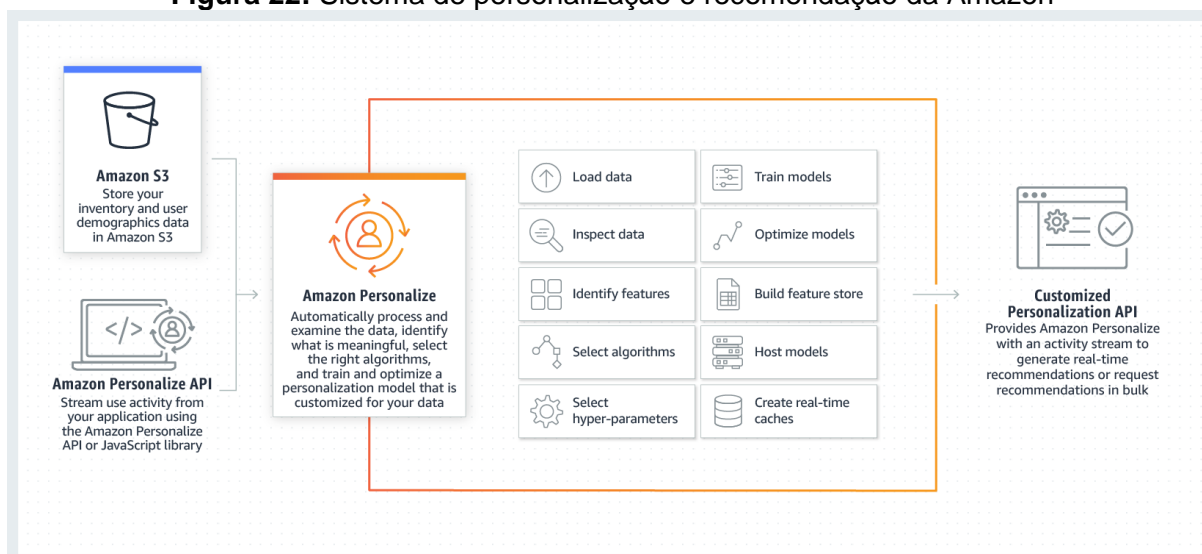 Figura 22: Sistema de personalização e recomendação da Amazon
Amazon S3
Store your
inventory and user
demographics data
in Amazon S3
</>
Amazon Personalize API
Stream use activity from
your application using
the Amazon Personalize
API or JavaScript library
Amazon Personalize
Automatically process and
examine the data, identify
what is meaningful, select
the right algorithms,
and train and optimize a
personalization model that is
customized for your data
Load data
Train models
Inspect data
Optimize models
Identify features
Build feature store
Select algorithms
Host models
Select
hyper-parameters
Create real-time
caches
Customized
Personalization API
Provides Amazon Personalize
with an activity stream to
generate real-time
recommendations or request
recommendations in bulk